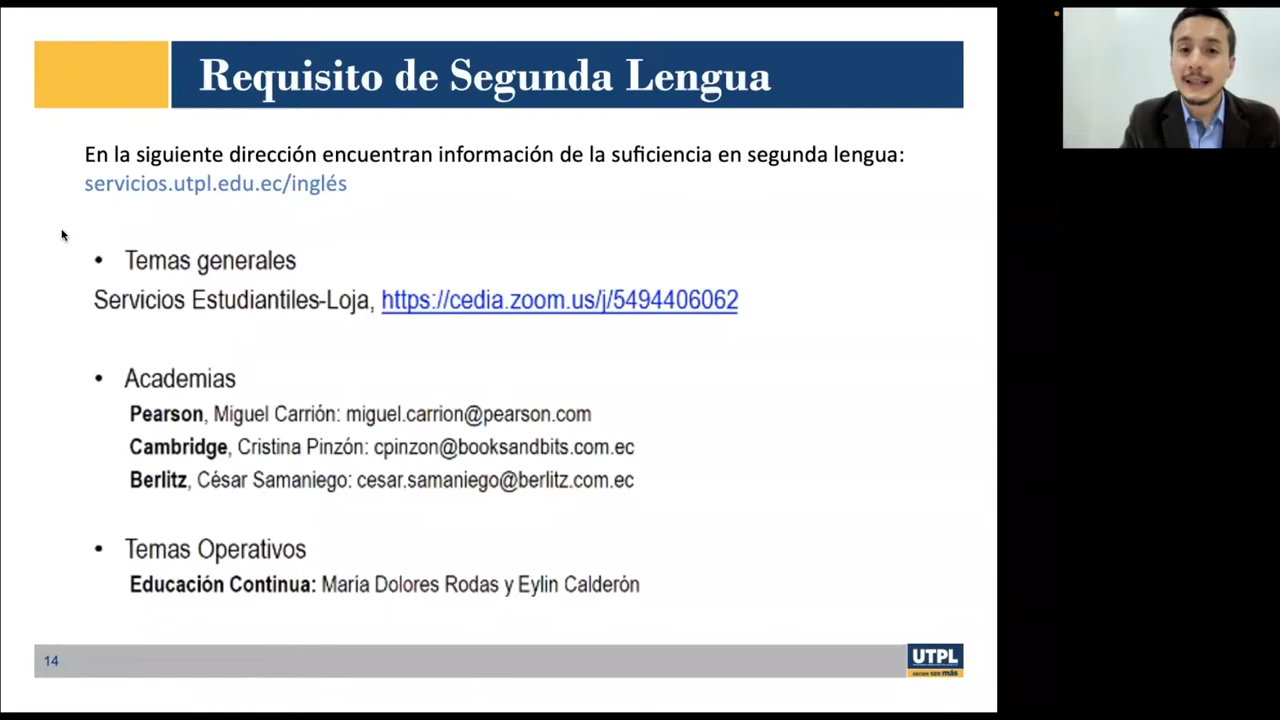 Requisito de Segunda Lengua
En la siguiente dirección encuentran información de la suficiencia en segunda lengua:
servicios.utpl.edu.ec/inglés
• Temas generales
Servicios Estudiantiles-Loja, https://cedia.zoom.us/j/5494406062
• Academias
Pearson, Miguel Carrión: miguel.carrion@pearson.com
Cambridge, Cristina Pinzón: cpinzon@booksandbits.com.ec
Berlitz, César Samaniego: cesar.samaniego@berlitz.com.ec
• Temas Operativos
Educación Continua: María Dolores Rodas y Eylin Calderón
14
UTPL
DECIDE SER más